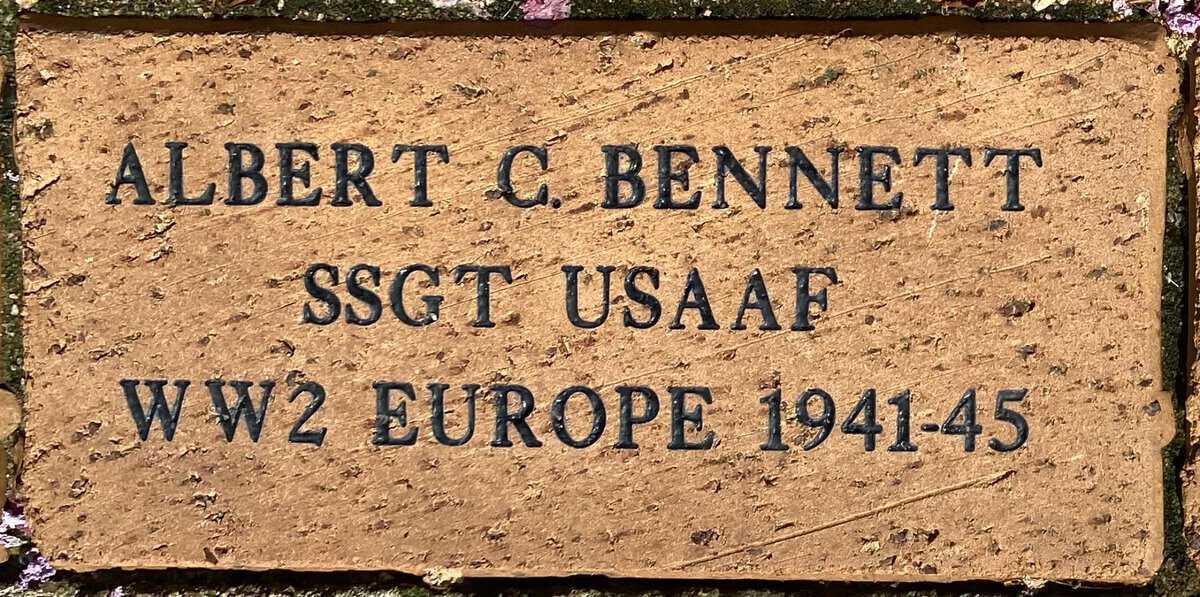 ALBERT C. BENNETT
SSGT USAAF
WW2 EUROPE 1941-45